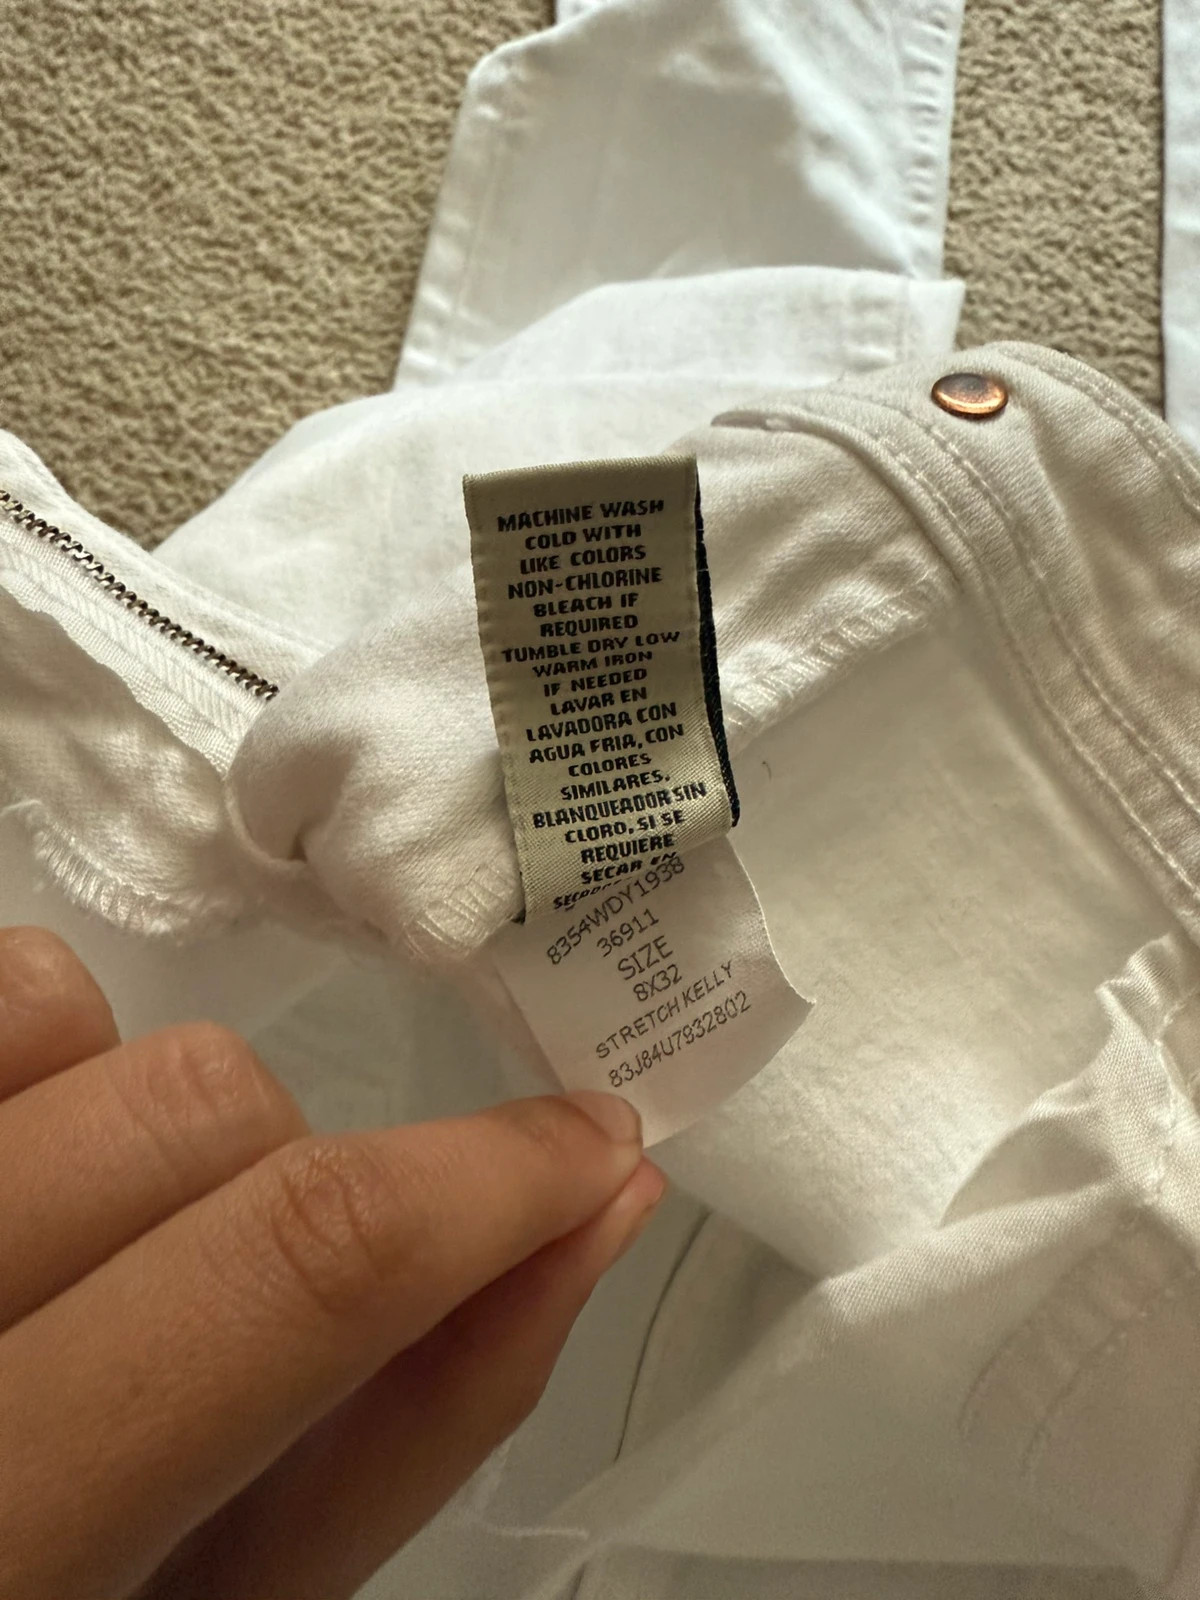 MACHINE WASH
COLD WITH
LIKE COLORS
NON-CHLORINE
BLEACH IF
REQUIRED
TUMBLE DRY LOW
WARM IRON
IF NEEDED
LAVAR EN
LAVADORA CON
AGUA FRIA, CON
COLORES
SIMILARES.
BLANQUEADOR SIN
CLORO, SI SE
REQUIERE
SECAR EN
8354WDY1938
36911
SIZE
8X32
STRETCH KELLY
83J84U7932802